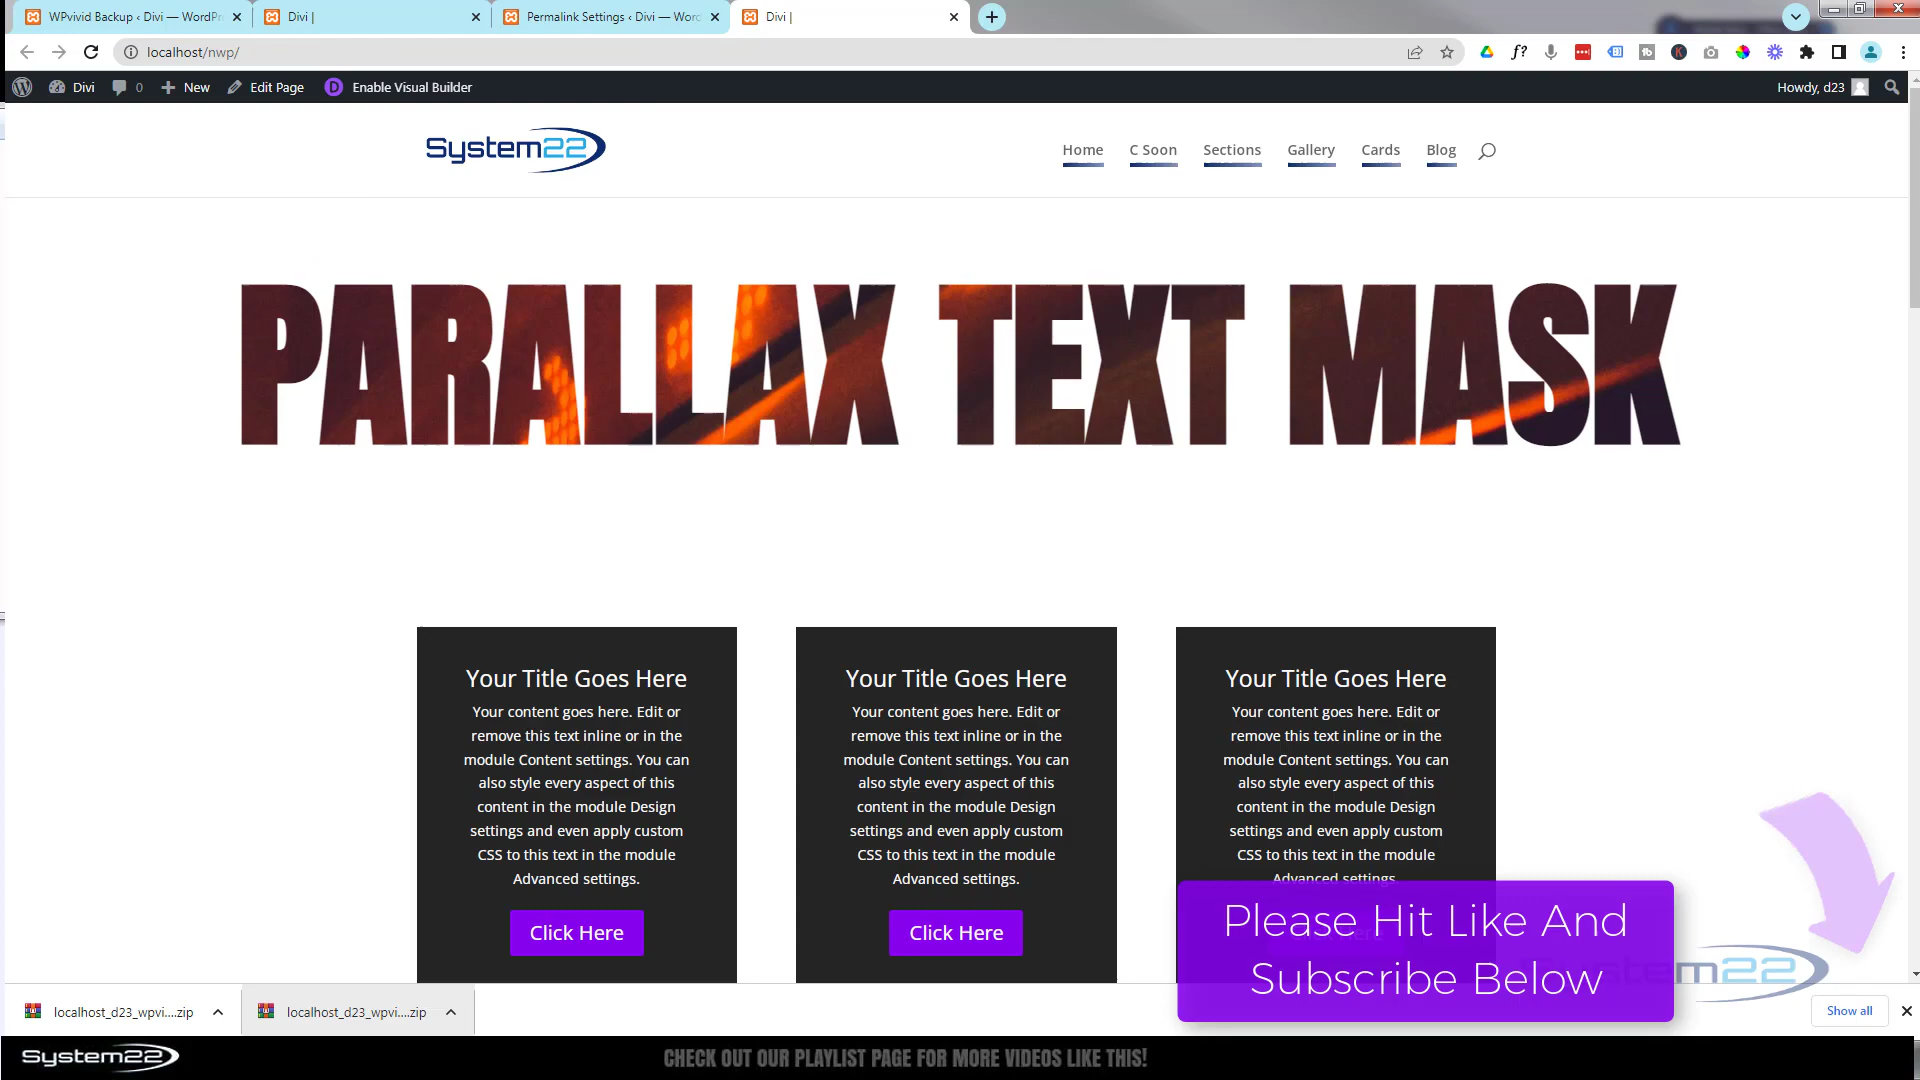 WPvivid Backup ‹ Divi — WordPr
Divi |
Permalink Settings ‹ Divi — Word
Divi |
localhost/nwp/
Divi
0
New
Edit Page
Enable Visual Builder
Howdy, d23
System22
Home
C Soon
Sections
Gallery
Cards
Blog
PARALLAX TEXT MASK
Your Title Goes Here
Your content goes here. Edit or
remove this text inline or in the
module Content settings. You can
also style every aspect of this
content in the module Design
settings and even apply custom
CSS to this text in the module
Advanced settings.
Click Here
Your Title Goes Here
Your content goes here. Edit or
remove this text inline or in the
module Content settings. You can
also style every aspect of this
content in the module Design
settings and even apply custom
CSS to this text in the module
Advanced settings.
Click Here
Your Title Goes Here
Your content goes here. Edit or
remove this text inline or in the
module Content settings. You can
also style every aspect of this
content in the module Design
settings and even apply custom
CSS to this text in the module
Advanced settings.
Please Hit Like And
Subscribe Below
localhost_d23_wpvi....zip
localhost_d23_wpvi....zip
Show all
System22
CHECK OUT OUR PLAYLIST PAGE FOR MORE VIDEOS LIKE THIS!